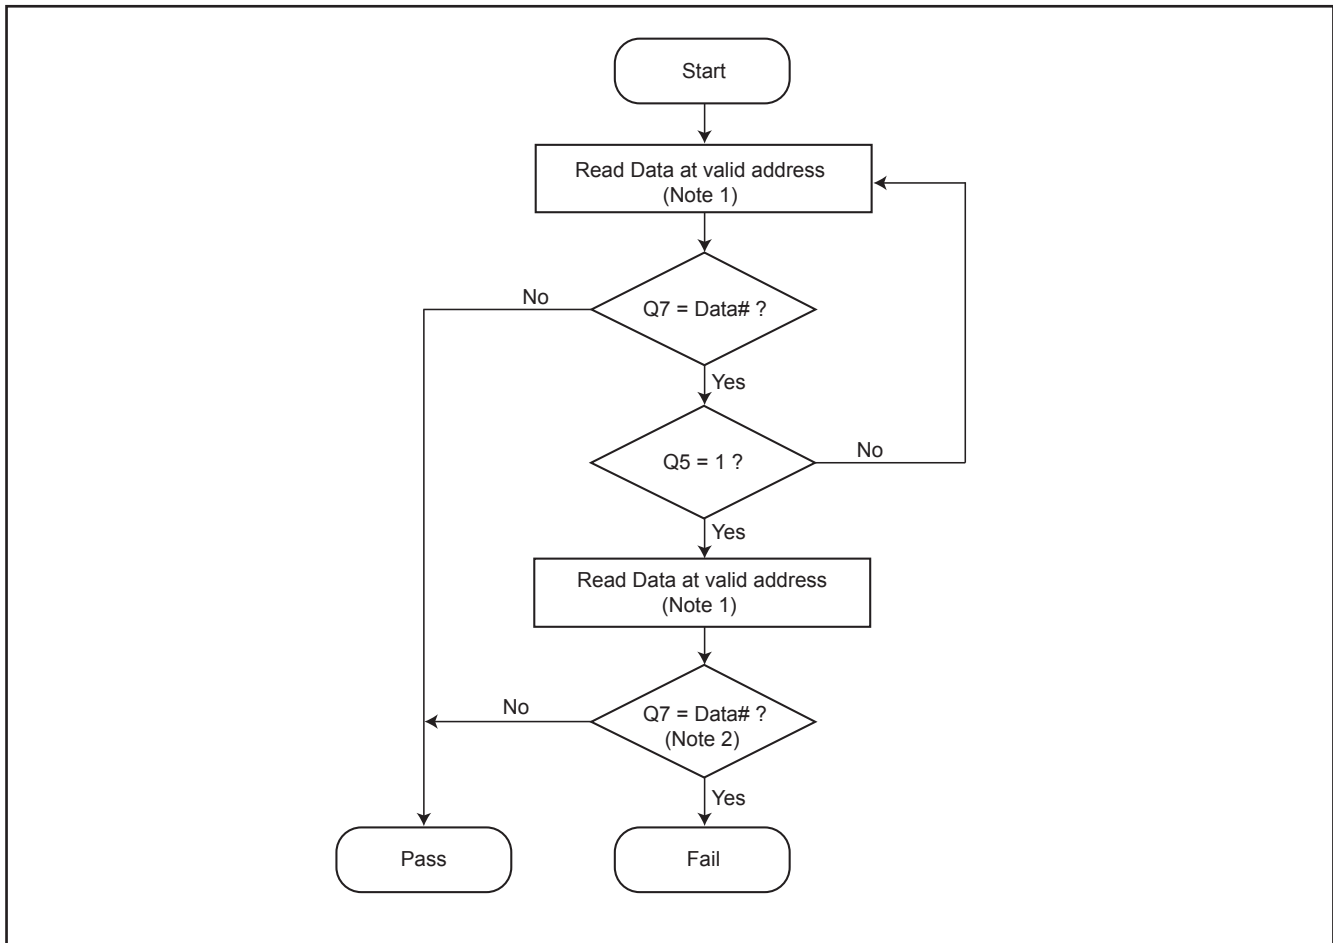 Start
Read Data at valid address
(Note 1)
No
Q7 = Data# ?
Yes
Q5 = 1 ?
No
Yes
Read Data at valid address
(Note 1)
No
Q7 = Data# ?
(Note 2)
Yes
Pass
Fail